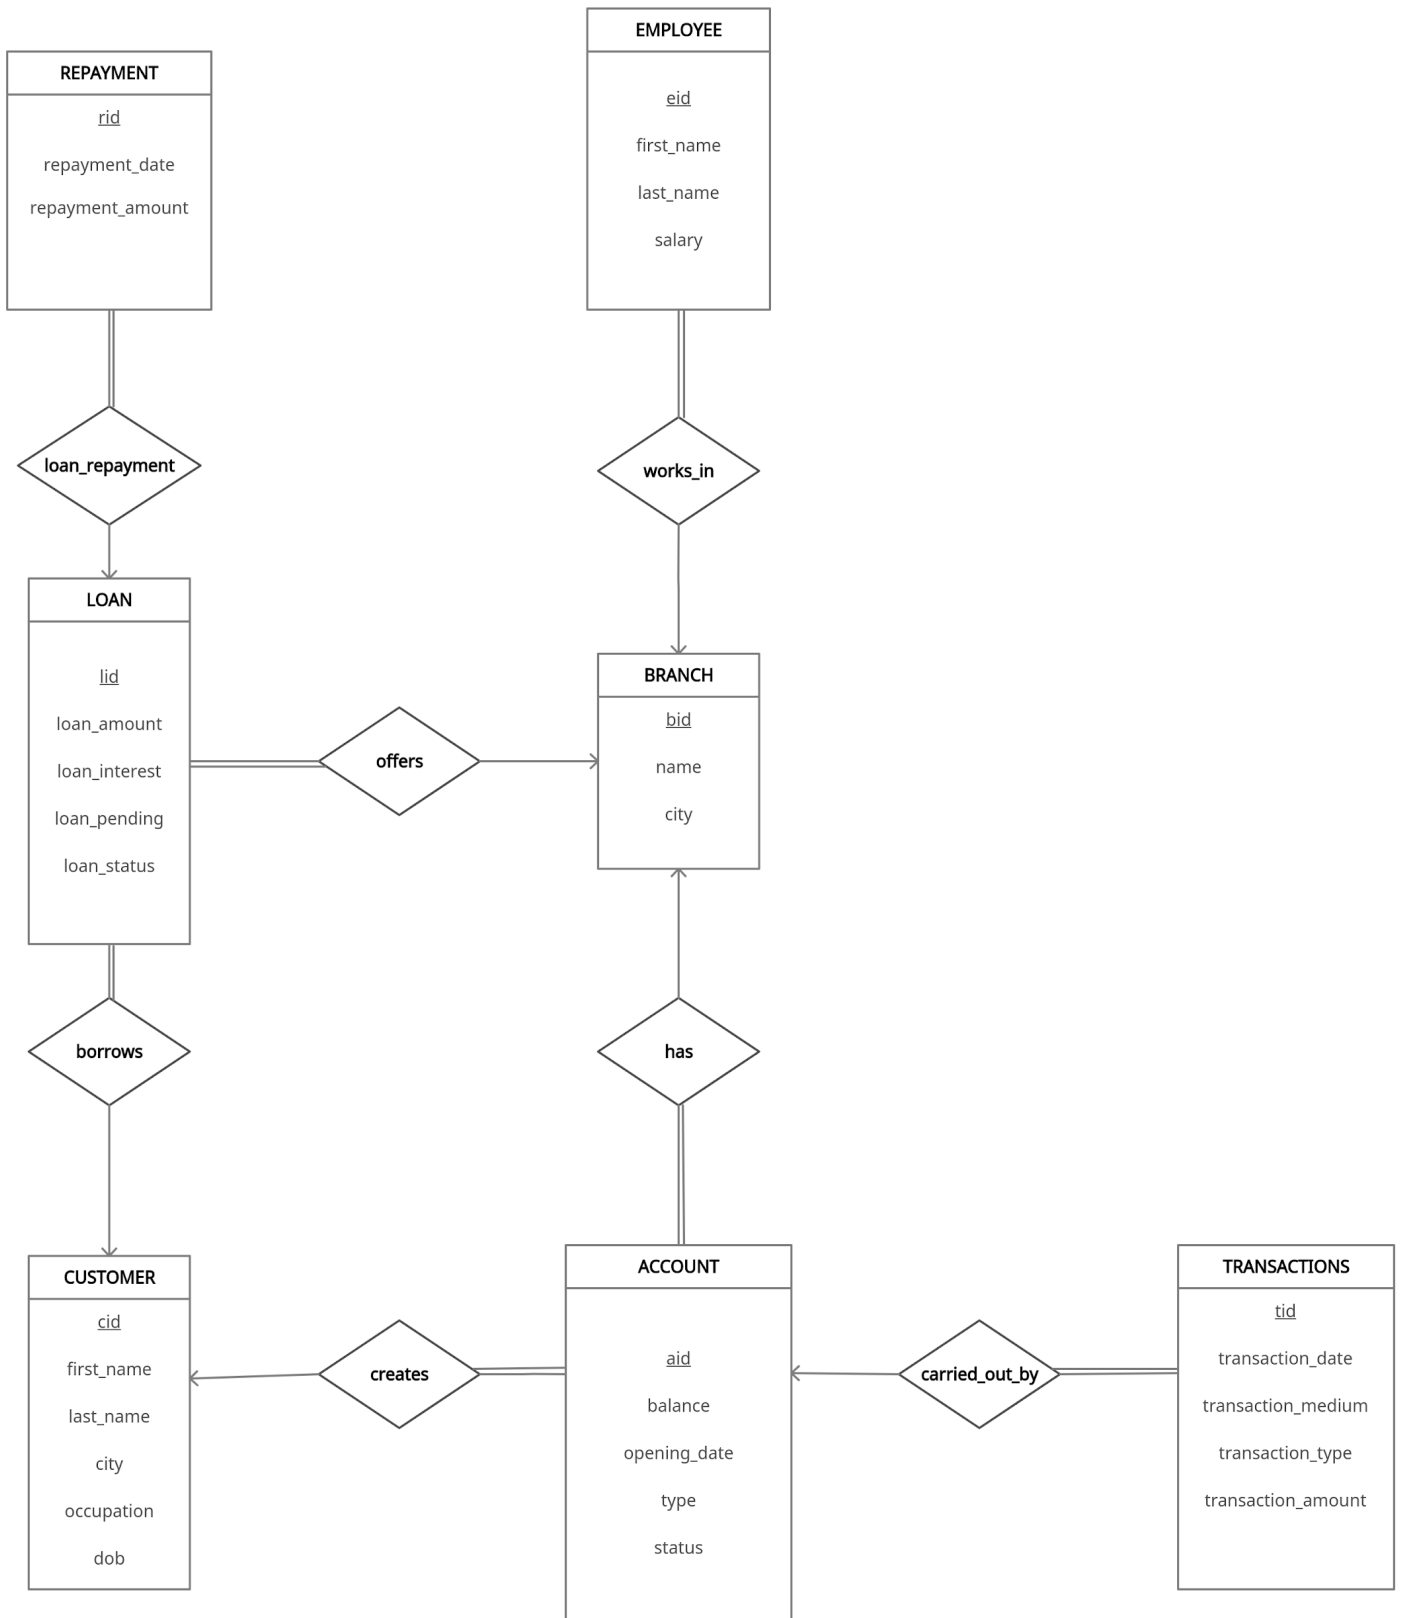 EMPLOYEE
eid
first_name
last_name
salary
REPAYMENT
rid
repayment_date
repayment_amount
loan_repayment
works_in
LOAN
lid
loan_amount
loan_interest
loan_pending
loan_status
offers
BRANCH
bid
name
city
borrows
has
CUSTOMER
cid
first_name
last_name
city
occupation
dob
creates
ACCOUNT
aid
balance
opening_date
type
status
carried_out_by
TRANSACTIONS
tid
transaction_date
transaction_medium
transaction_type
transaction_amount